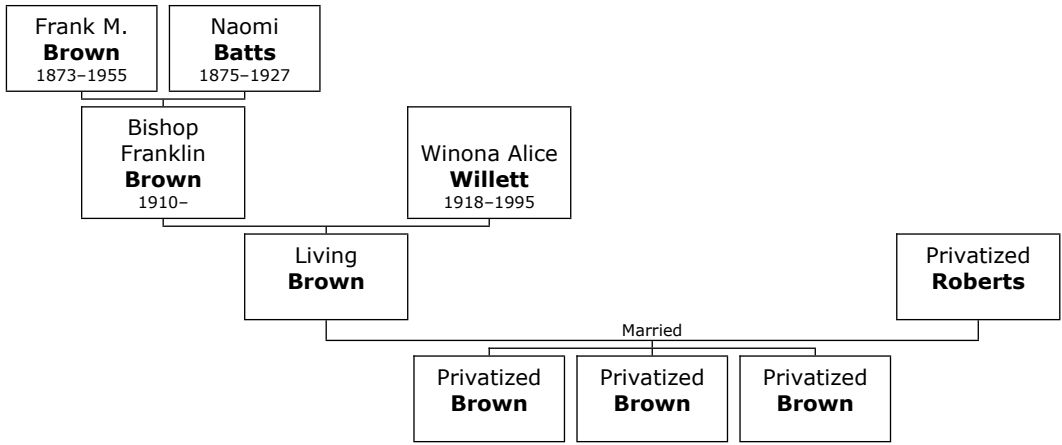 Frank M.
Brown
1873–1955
Naomi
Batts
1875–1927
Bishop
Franklin
Brown
1910–
Winona Alice
Willett
1918–1995
Living
Brown
Privatized
Roberts
Married
Privatized
Brown
Privatized
Brown
Privatized
Brown